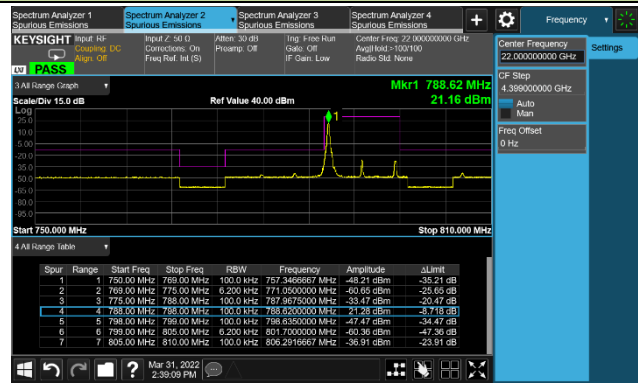 Spectrum Analyzer 1
Spurious Emissions
Spectrum Analyzer 2
Spurious Emissions
Spectrum Analyzer 3
Spurious Emissions
Spectrum Analyzer 4
Spurious Emissions
+
Frequency
KEYSIGHT
Input: RF
Coupling: DC
Align: Off
Input Z: 50 Ω
Corrections: On
Freq Ref: Int (S)
Atten: 30 dB
Preamp: Off
Trig: Free Run
Gate: Off
IF Gain: Low
Center Freq: 22.000000000 GHz
Avg|Hold:>100/100
Radio Std: None
LXI PASS
Center Frequency
22.000000000 GHz
Settings
CF Step
4.399000000 GHz
Auto
Man
Freq Offset
0 Hz
3 All Range Graph
Mkr1 788.62 MHz
Scale/Div 15.0 dB
Ref Value 40.00 dBm
21.16 dBm
Log
25.0
10.0
5.00
-20.0
-35.0
-50.0
-65.0
-80.0
-95.0
1
Start 750.000 MHz
Stop 810.000 MHz
4 All Range Table
Spur Range Start Freq Stop Freq RBW Frequency Amplitude ΔLimit
1 1 750.00 MHz 769.00 MHz 100.0 kHz 757.3466667 MHz -48.21 dBm -35.21 dB
2 2 769.00 MHz 775.00 MHz 6.200 kHz 771.0500000 MHz -60.65 dBm -25.65 dB
3 3 775.00 MHz 788.00 MHz 100.0 kHz 787.9675000 MHz -33.47 dBm -20.47 dB
4 4 788.00 MHz 798.00 MHz 100.0 kHz 788.6200000 MHz 21.28 dBm -8.718 dB
5 5 798.00 MHz 799.00 MHz 100.0 kHz 798.6350000 MHz -47.47 dBm -34.47 dB
6 6 799.00 MHz 805.00 MHz 6.200 kHz 801.7000000 MHz -60.36 dBm -47.36 dB
7 7 805.00 MHz 810.00 MHz 100.0 kHz 806.2916667 MHz -36.91 dBm -23.91 dB
?
Mar 31, 2022
2:39:09 PM